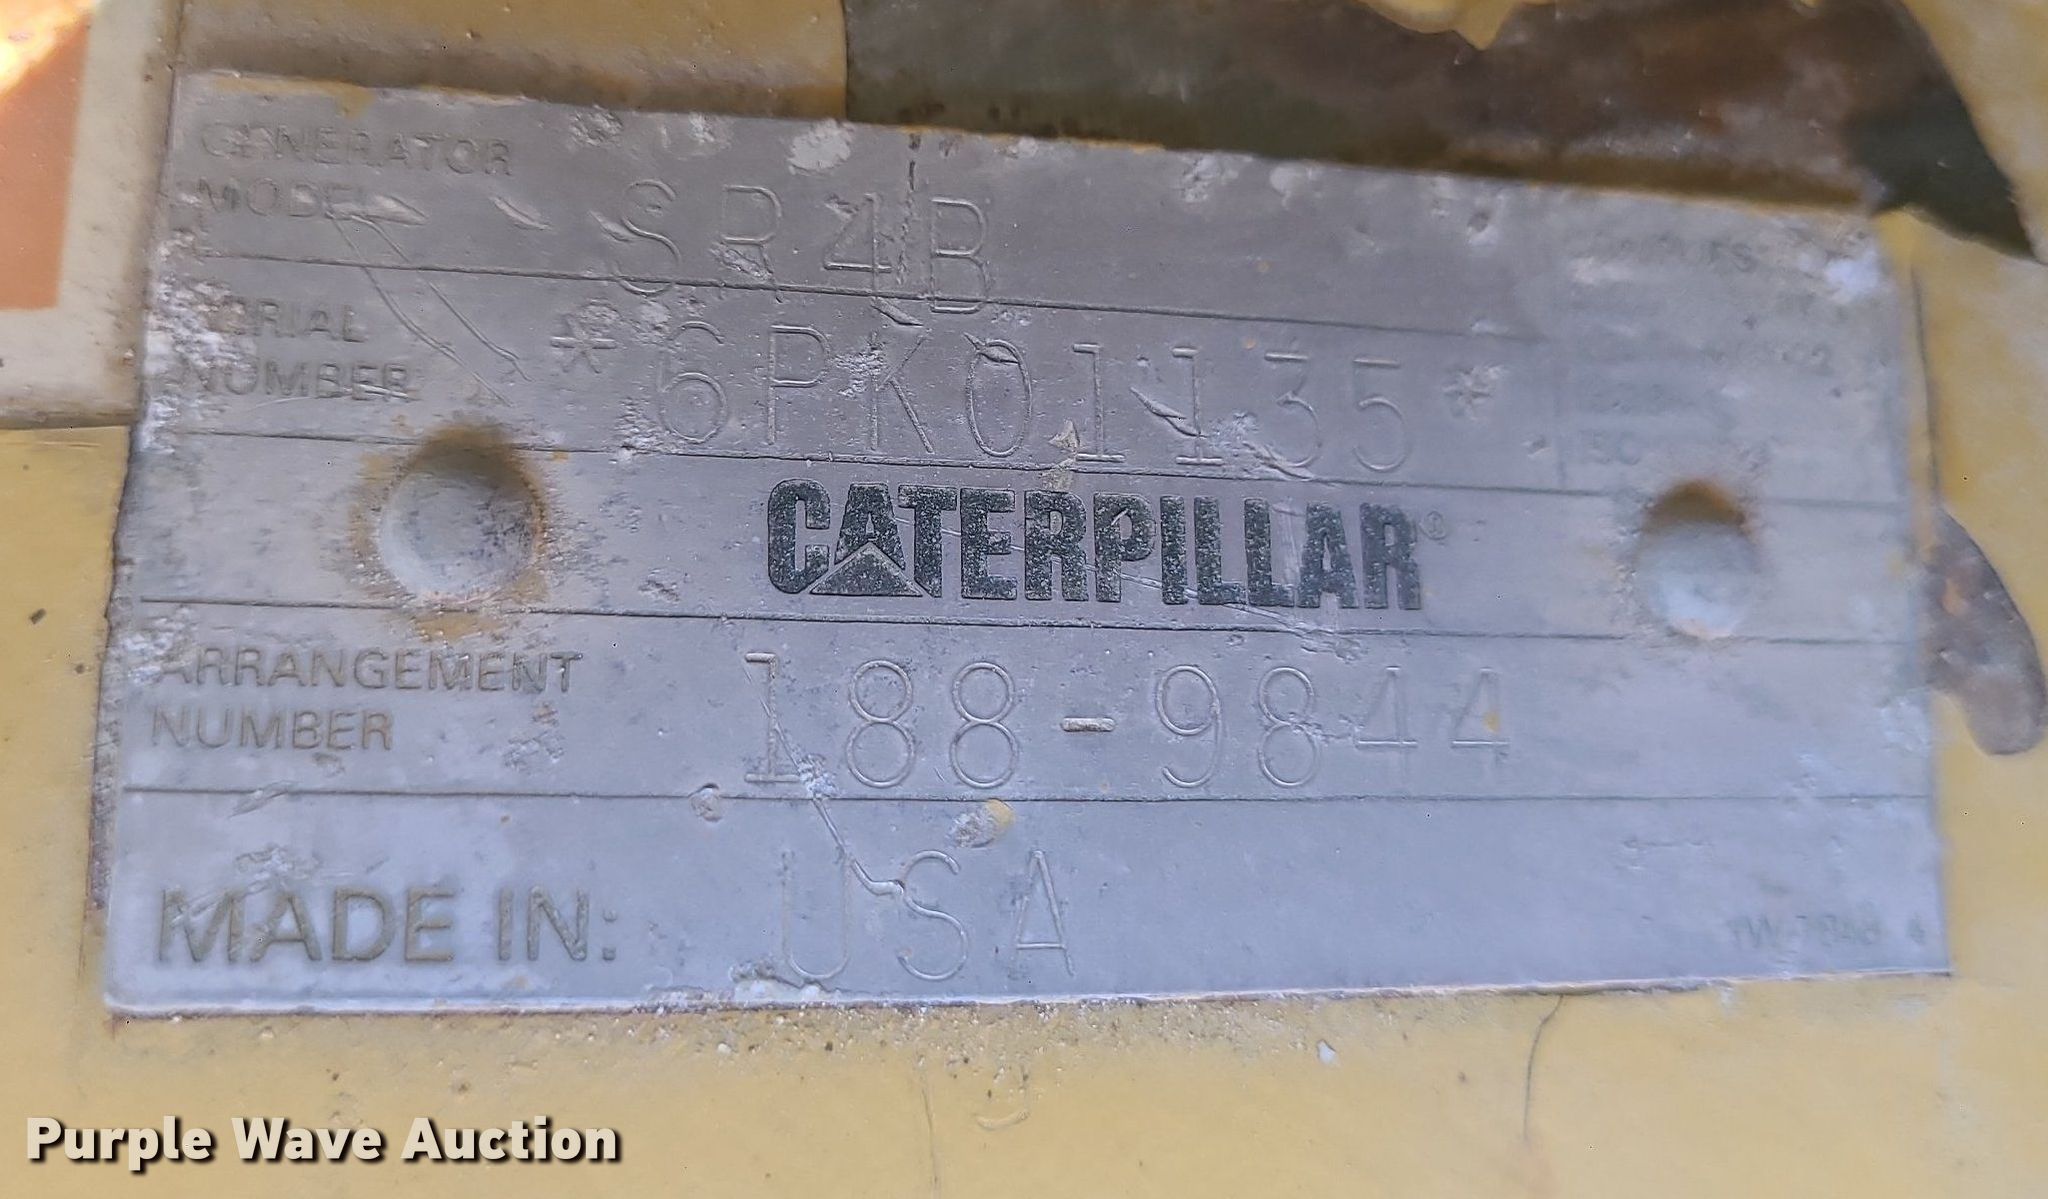 GENERATOR
MODEL SR4B
SERIAL
NUMBER *6PK01135*
CATERPILLAR®
ARRANGEMENT
NUMBER 188-9844
MADE IN: USA
Purple Wave Auction